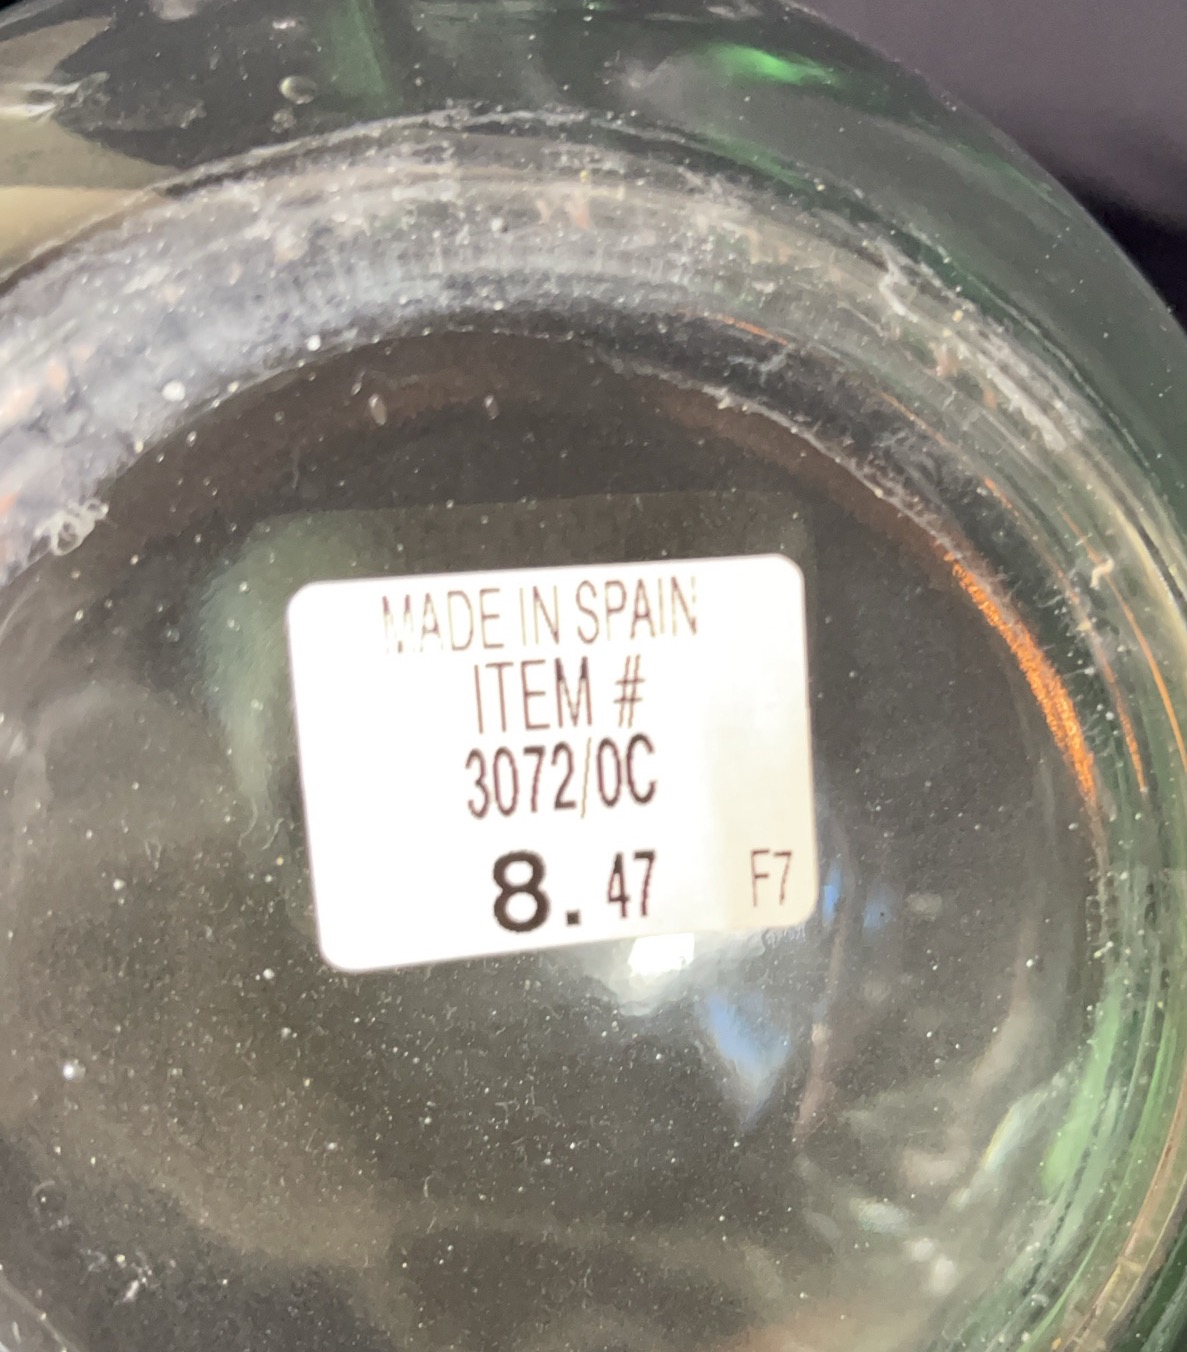 MADE IN SPAIN
ITEM #
3072/0C
8.47 F7